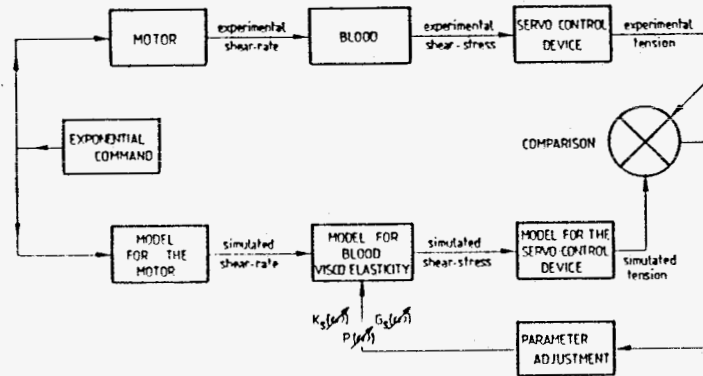 MOTOR
experimental
shear-rate
BLOOD
experimental
shear-stress
SERVO CONTROL
DEVICE
experimental
tension
EXPONENTIAL
COMMAND
COMPARISON
MODEL
FOR THE
MOTOR
simulated
shear-rate
MODEL FOR
BLOOD
VISCO ELASTICITY
simulated
shear-stress
MODEL FOR THE
SERVO CONTROL
DEVICE
simulated
tension
PARAMETER
ADJUSTMENT